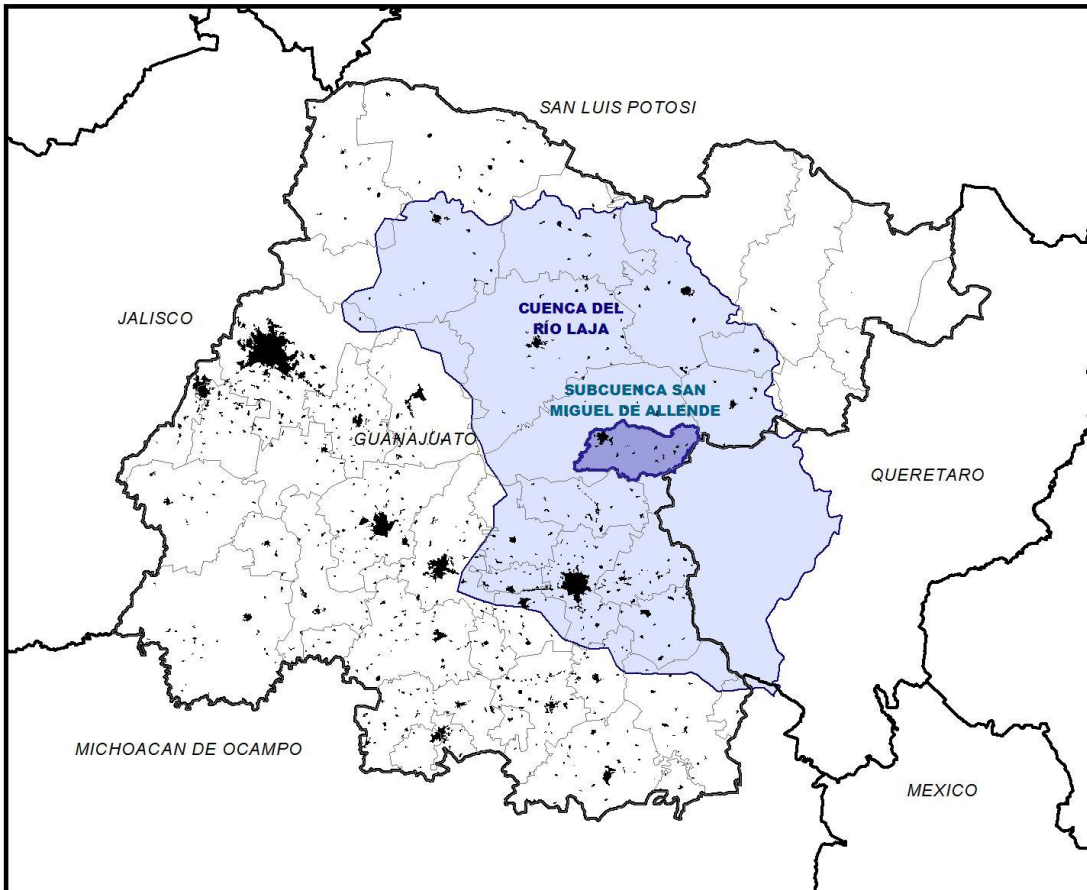 SAN LUIS POTOSI
CUENCA DEL
RÍO LAJA
JALISCO
SUBCUENCA SAN
MIGUEL DE ALLENDE
GUANAJUATO
QUERETARO
MICHOACAN DE OCAMPO
MEXICO